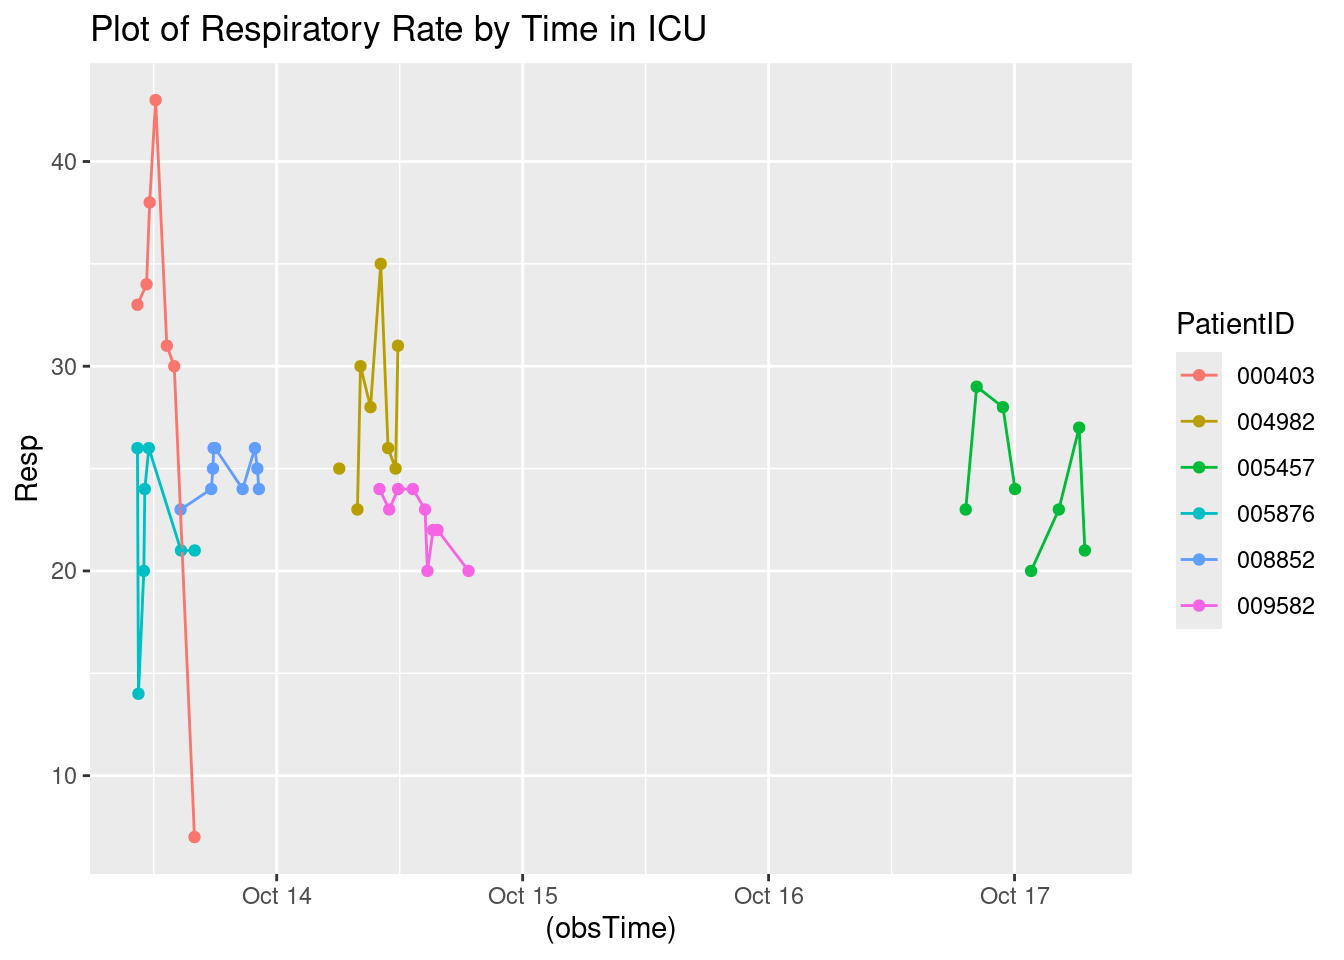 Plot of Respiratory Rate by Time in ICU
Resp
40
30
20
10
Oct 14
Oct 15
Oct 16
Oct 17
(obsTime)
PatientID
000403
004982
005457
005876
008852
009582